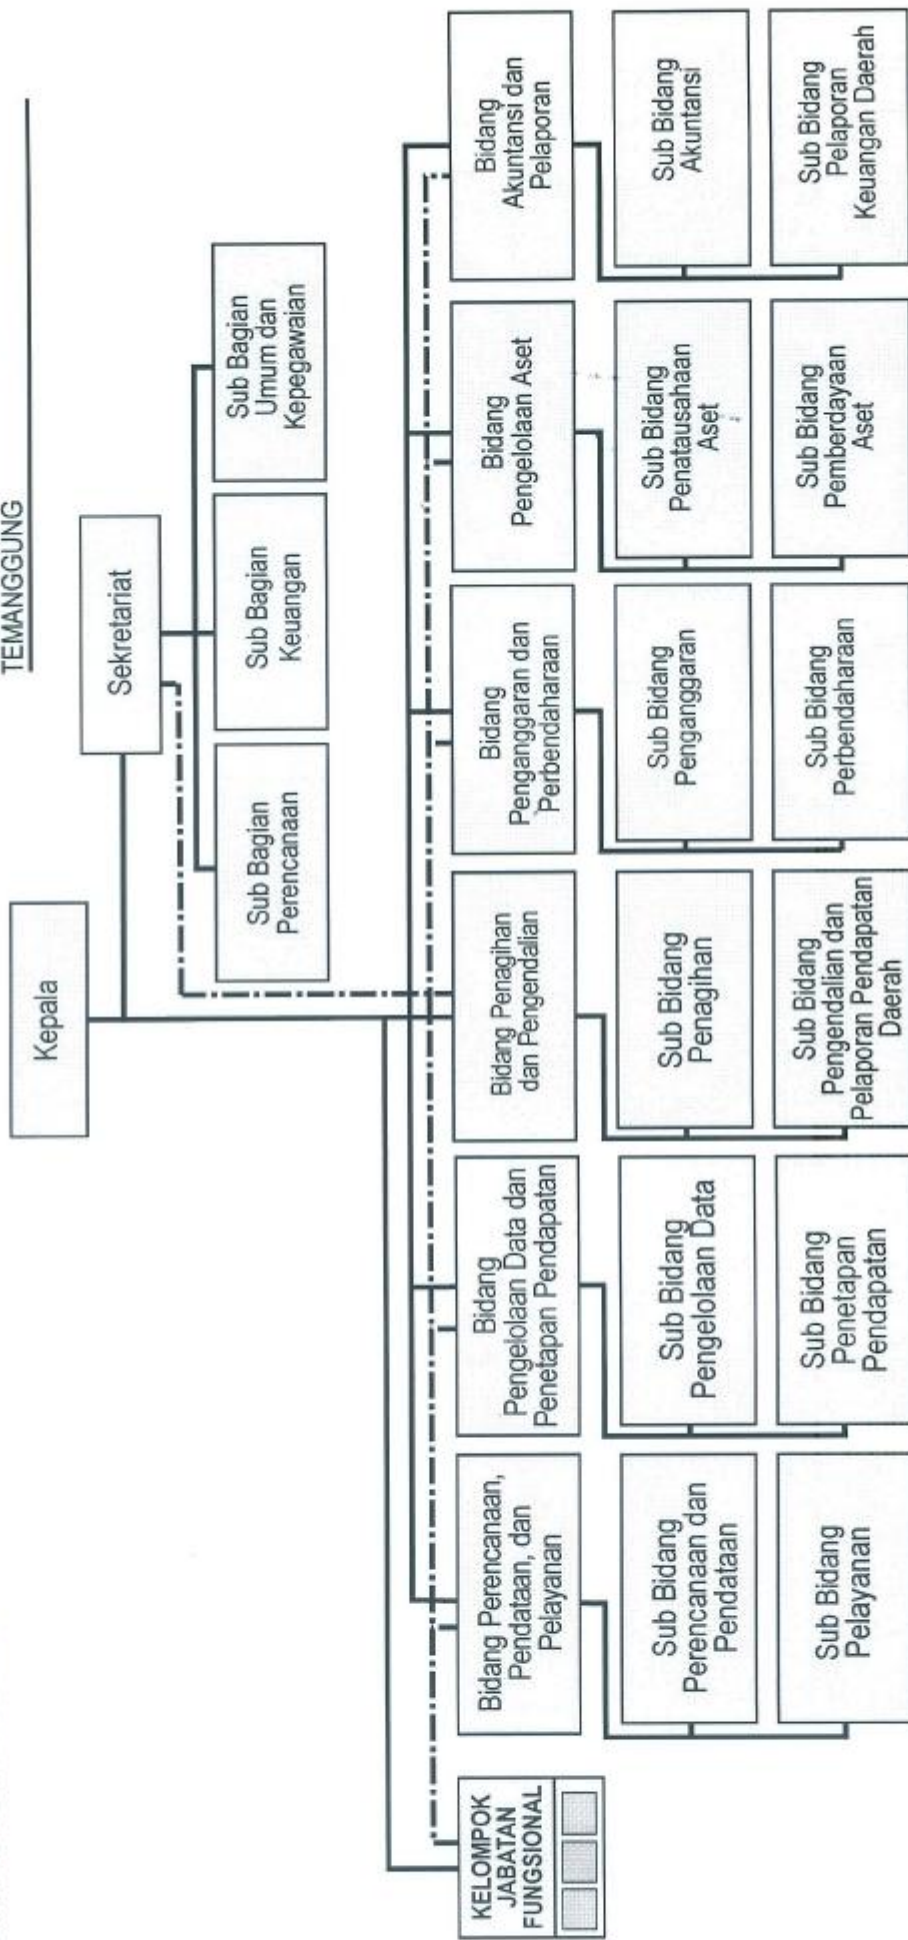 TEMANGGUNG
Kepala
Sekretariat
Sub Bagian
Perencanaan
Sub Bagian
Keuangan
Sub Bagian
Umum dan
Kepegawaian
KELOMPOK
JABATAN
FUNGSIONAL
Bidang Perencanaan,
Pendataan, dan
Pelayanan
Bidang
Pengelolaan Data dan
Penetapan Pendapatan
Bidang Penagihan
dan Pengendalian
Bidang
Penganggaran dan
Perbendaharaan
Bidang
Pengelolaan Aset
Bidang
Akuntansi dan
Pelaporan
Sub Bidang
Perencanaan dan
Pendataan
Sub Bidang
Pengelolaan Data
Sub Bidang
Penagihan
Sub Bidang
Penganggaran
Sub Bidang
Penatausahaan
Aset
Sub Bidang
Akuntansi
Sub Bidang
Pelayanan
Sub Bidang
Penetapan
Pendapatan
Sub Bidang
Pengendalian dan
Pelaporan Pendapatan
Daerah
Sub Bidang
Perbendaharaan
Sub Bidang
Pemberdayaan
Aset
Sub Bidang
Pelaporan
Keuangan Daerah